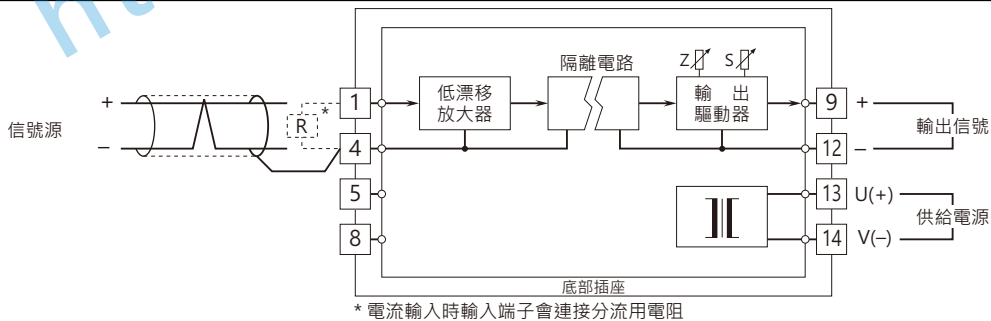 隔離電路
Z S
1 低漂移
放大器
輸 出
驅動器
9 +
+
信號源
–
R *
4
12 –
輸出信號
5
8
13 U(+)
14 V(–)
供給電源
底部插座
* 電流輸入時輸入端子會連接分流用電阻